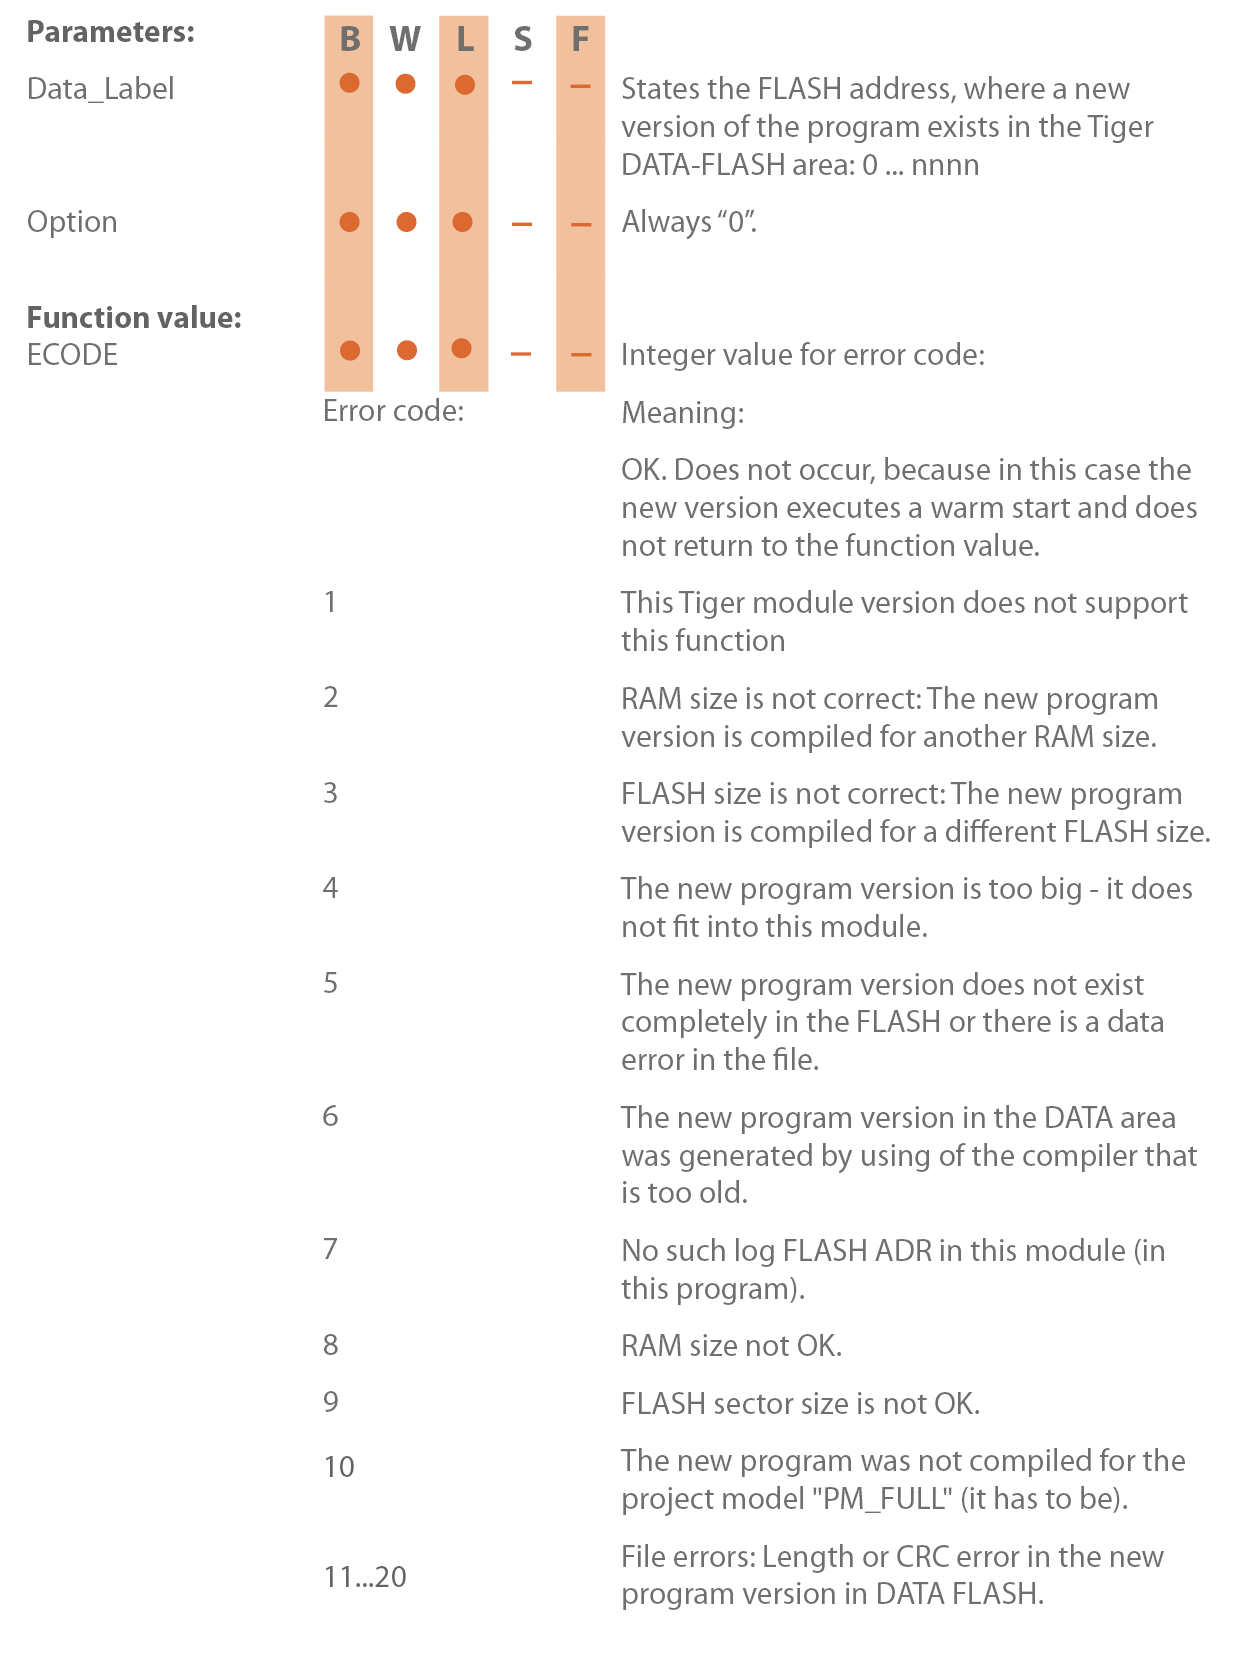 Parameters: B W L S F
Data_Label ● ● ● – – States the FLASH address, where a new
version of the program exists in the Tiger
DATA-FLASH area: 0 ... nnnn
Option ● ● ● – – Always “0”.
Function value:
ECODE ● ● ● – – Integer value for error code:
Error code: Meaning:
OK. Does not occur, because in this case the
new version executes a warm start and does
not return to the function value.
1 This Tiger module version does not support
this function
2 RAM size is not correct: The new program
version is compiled for another RAM size.
3 FLASH size is not correct: The new program
version is compiled for a different FLASH size.
4 The new program version is too big - it does
not fit into this module.
5 The new program version does not exist
completely in the FLASH or there is a data
error in the file.
6 The new program version in the DATA area
was generated by using of the compiler that
is too old.
7 No such log FLASH ADR in this module (in
this program).
8 RAM size not OK.
9 FLASH sector size is not OK.
10 The new program was not compiled for the
project model "PM_FULL" (it has to be).
11...20 File errors: Length or CRC error in the new
program version in DATA FLASH.